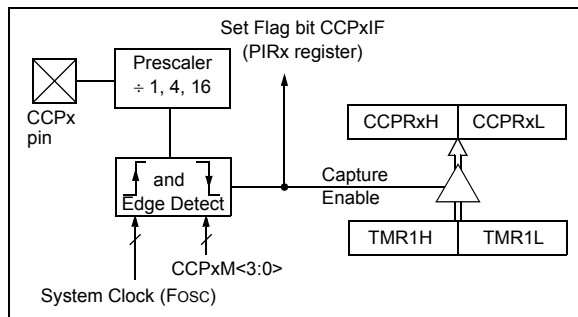 Set Flag bit CCPxIF
(PIRx register)
Prescaler
÷ 1, 4, 16
CCPx
pin
CCPRxH CCPRxL
and
Edge Detect
Capture
Enable
TMR1H TMR1L
CCPxM<3:0>
System Clock (FOSC)